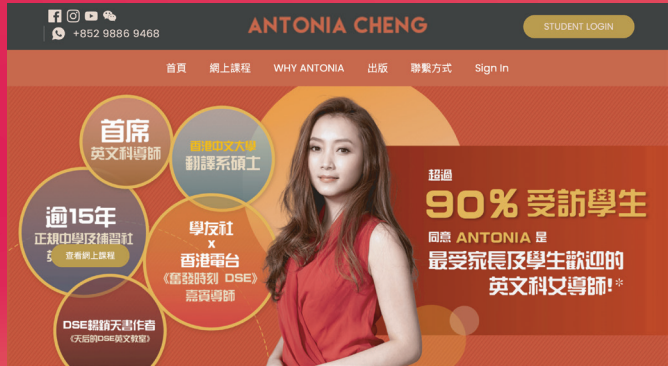 +852 9886 9468
ANTONIA CHENG
STUDENT LOGIN
首頁 網上課程 WHY ANTONIA 出版 聯繫方式 Sign In
首席
英文科導師
香港中文大學
翻譯系碩士
逾15年
正規中學及補習社
查看網上課程
學友社
x
香港電台
《奮發時刻 DSE》
嘉賓導師
DSE暢銷天書作者
《天后的DSE英文教室》
超過
90% 受訪學生
同意 ANTONIA 是
最受家長及學生歡迎的
英文科女導師!*